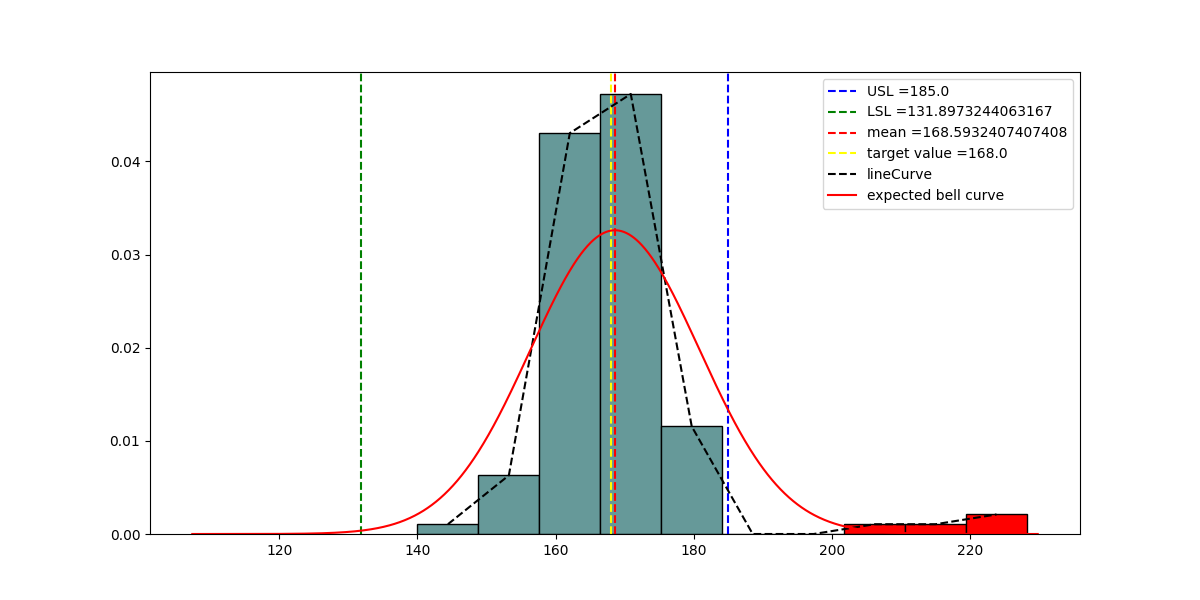 USL =185.0
LSL =131.8973244063167
mean =168.5932407407408
target value =168.0
lineCurve
expected bell curve
0.04
0.03
0.02
0.01
0.00
120 140 160 180 200 220